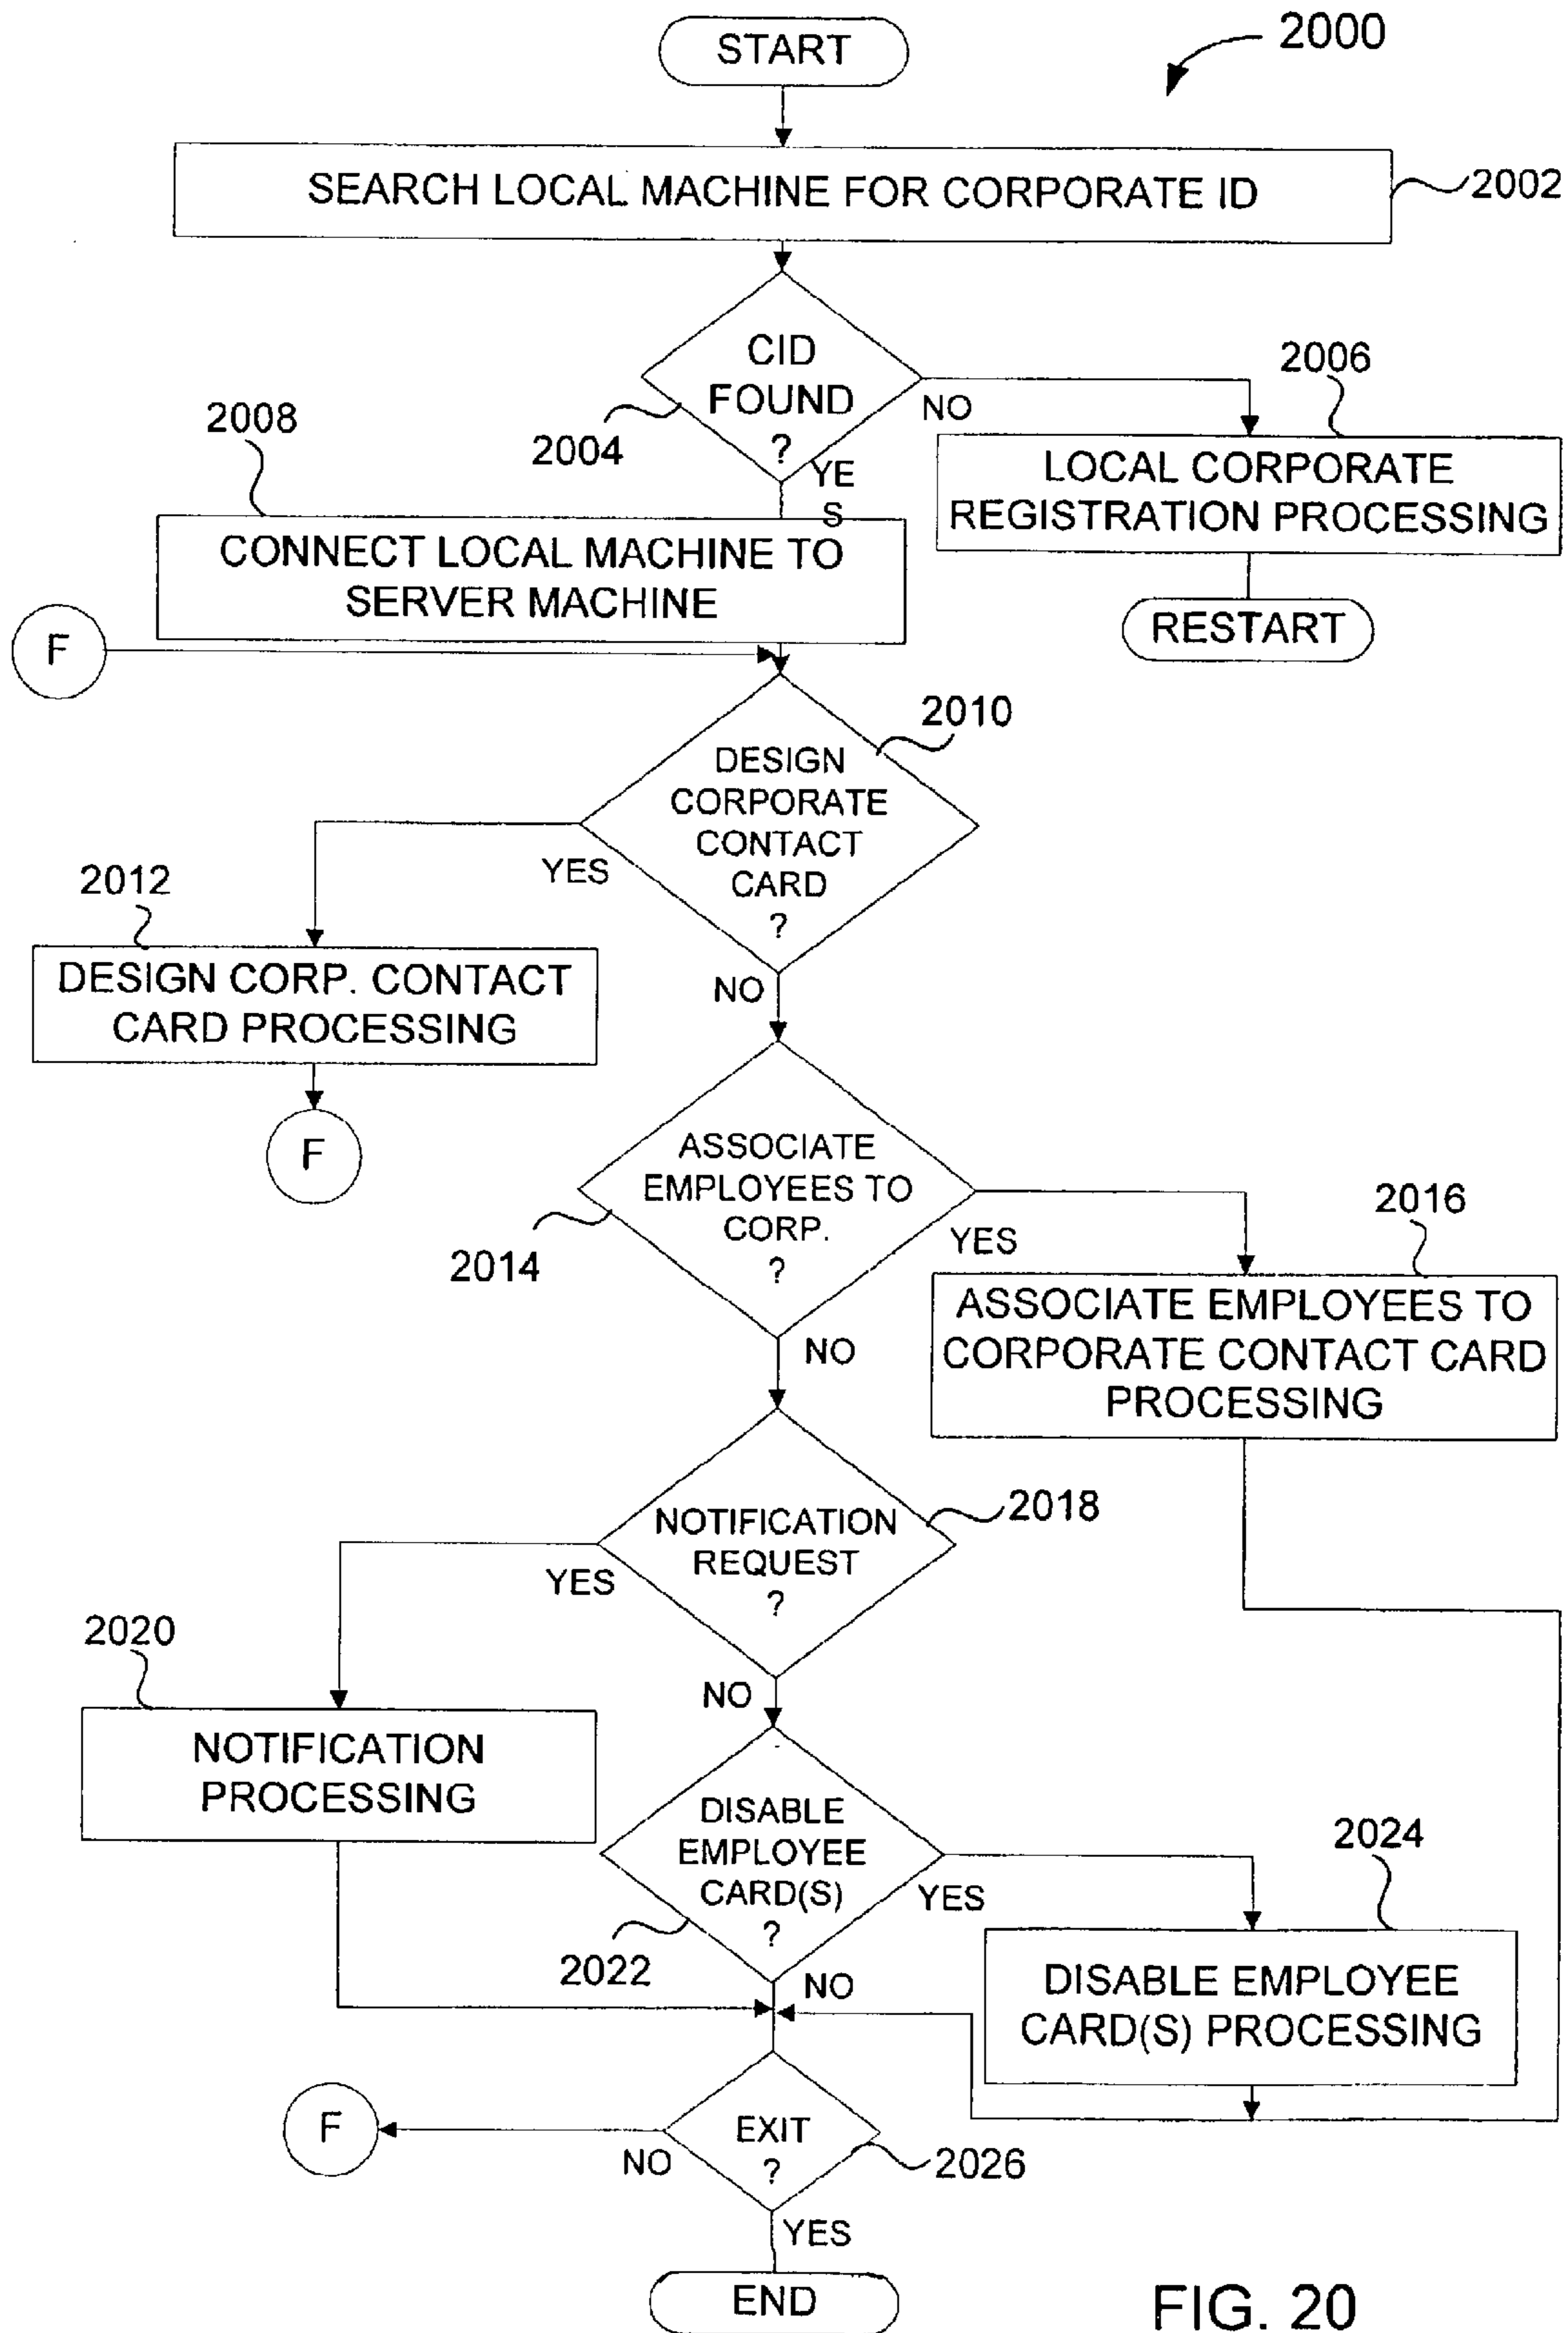 START
2000
SEARCH LOCAL MACHINE FOR CORPORATE ID
2002
CID
FOUND
?
2004
NO
YE
S
2006
LOCAL CORPORATE
REGISTRATION PROCESSING
RESTART
2008
CONNECT LOCAL MACHINE TO
SERVER MACHINE
F
2010
DESIGN
CORPORATE
CONTACT
CARD
?
YES
NO
2012
DESIGN CORP. CONTACT
CARD PROCESSING
F
ASSOCIATE
EMPLOYEES TO
CORP.
?
2014
YES
NO
2016
ASSOCIATE EMPLOYEES TO
CORPORATE CONTACT CARD
PROCESSING
NOTIFICATION
REQUEST
?
2018
YES
NO
2020
NOTIFICATION
PROCESSING
DISABLE
EMPLOYEE
CARD(S)
?
2022
YES
NO
2024
DISABLE EMPLOYEE
CARD(S) PROCESSING
F
NO
EXIT
?
2026
YES
END
FIG. 20